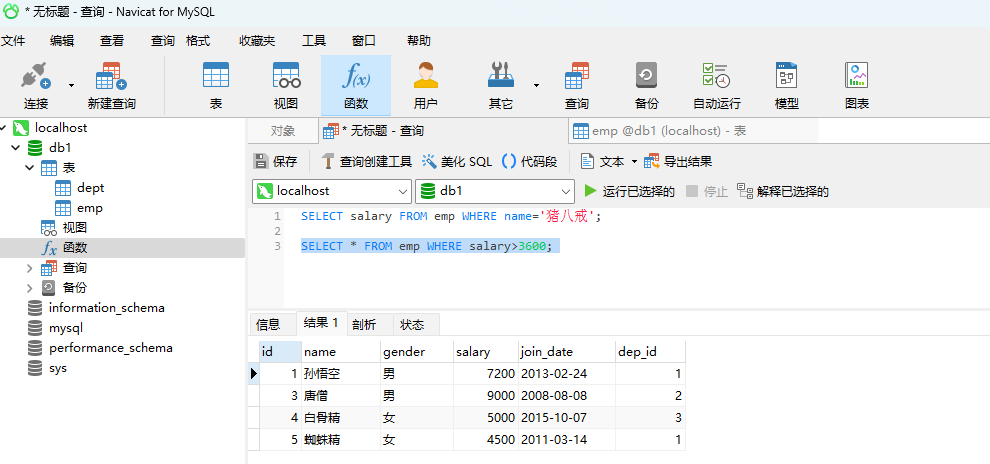 * 无标题 - 查询 - Navicat for MySQL
文件 编辑 查看 查询 格式 收藏夹 工具 窗口 帮助
连接 新建查询 表 视图 函数 用户 其它 查询 备份 自动运行 模型 图表
localhost
db1
表
dept
emp
视图
函数
查询
备份
information_schema
mysql
performance_schema
sys
对象 * 无标题 - 查询 emp @db1 (localhost) - 表
保存 查询创建工具 美化 SQL 代码段 文本 导出结果
localhost db1 运行已选择的 停止 解释已选择的
1 SELECT salary FROM emp WHERE name='猪八戒';
2
3 SELECT * FROM emp WHERE salary>3600;
信息 结果 1 剖析 状态
id name gender salary join_date dep_id
1 孙悟空 男 7200 2013-02-24 1
3 唐僧 男 9000 2008-08-08 2
4 白骨精 女 5000 2015-10-07 3
5 蜘蛛精 女 4500 2011-03-14 1